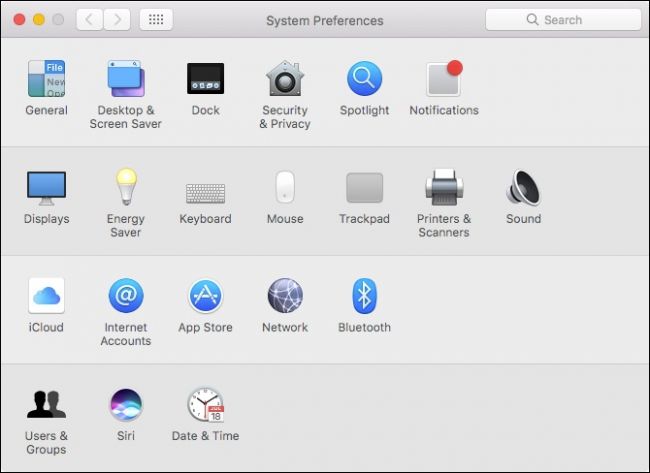 System Preferences
Search
File
New
Ope
General
Desktop &
Screen Saver
Dock
Security
& Privacy
Spotlight
Notifications
Displays
Energy
Saver
Keyboard
Mouse
Trackpad
Printers &
Scanners
Sound
iCloud
Internet
Accounts
App Store
Network
Bluetooth
Users &
Groups
Siri
JUL
18
Date & Time